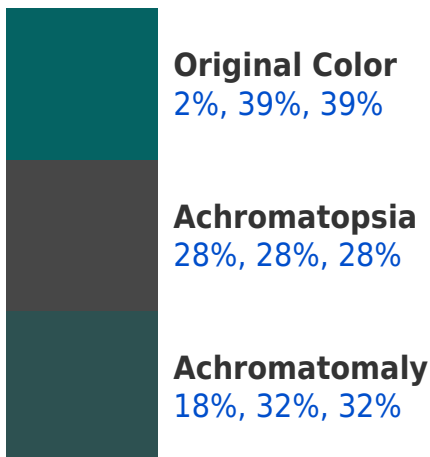 Original Color
2%, 39%, 39%
Achromatopsia
28%, 28%, 28%
Achromatomaly
18%, 32%, 32%